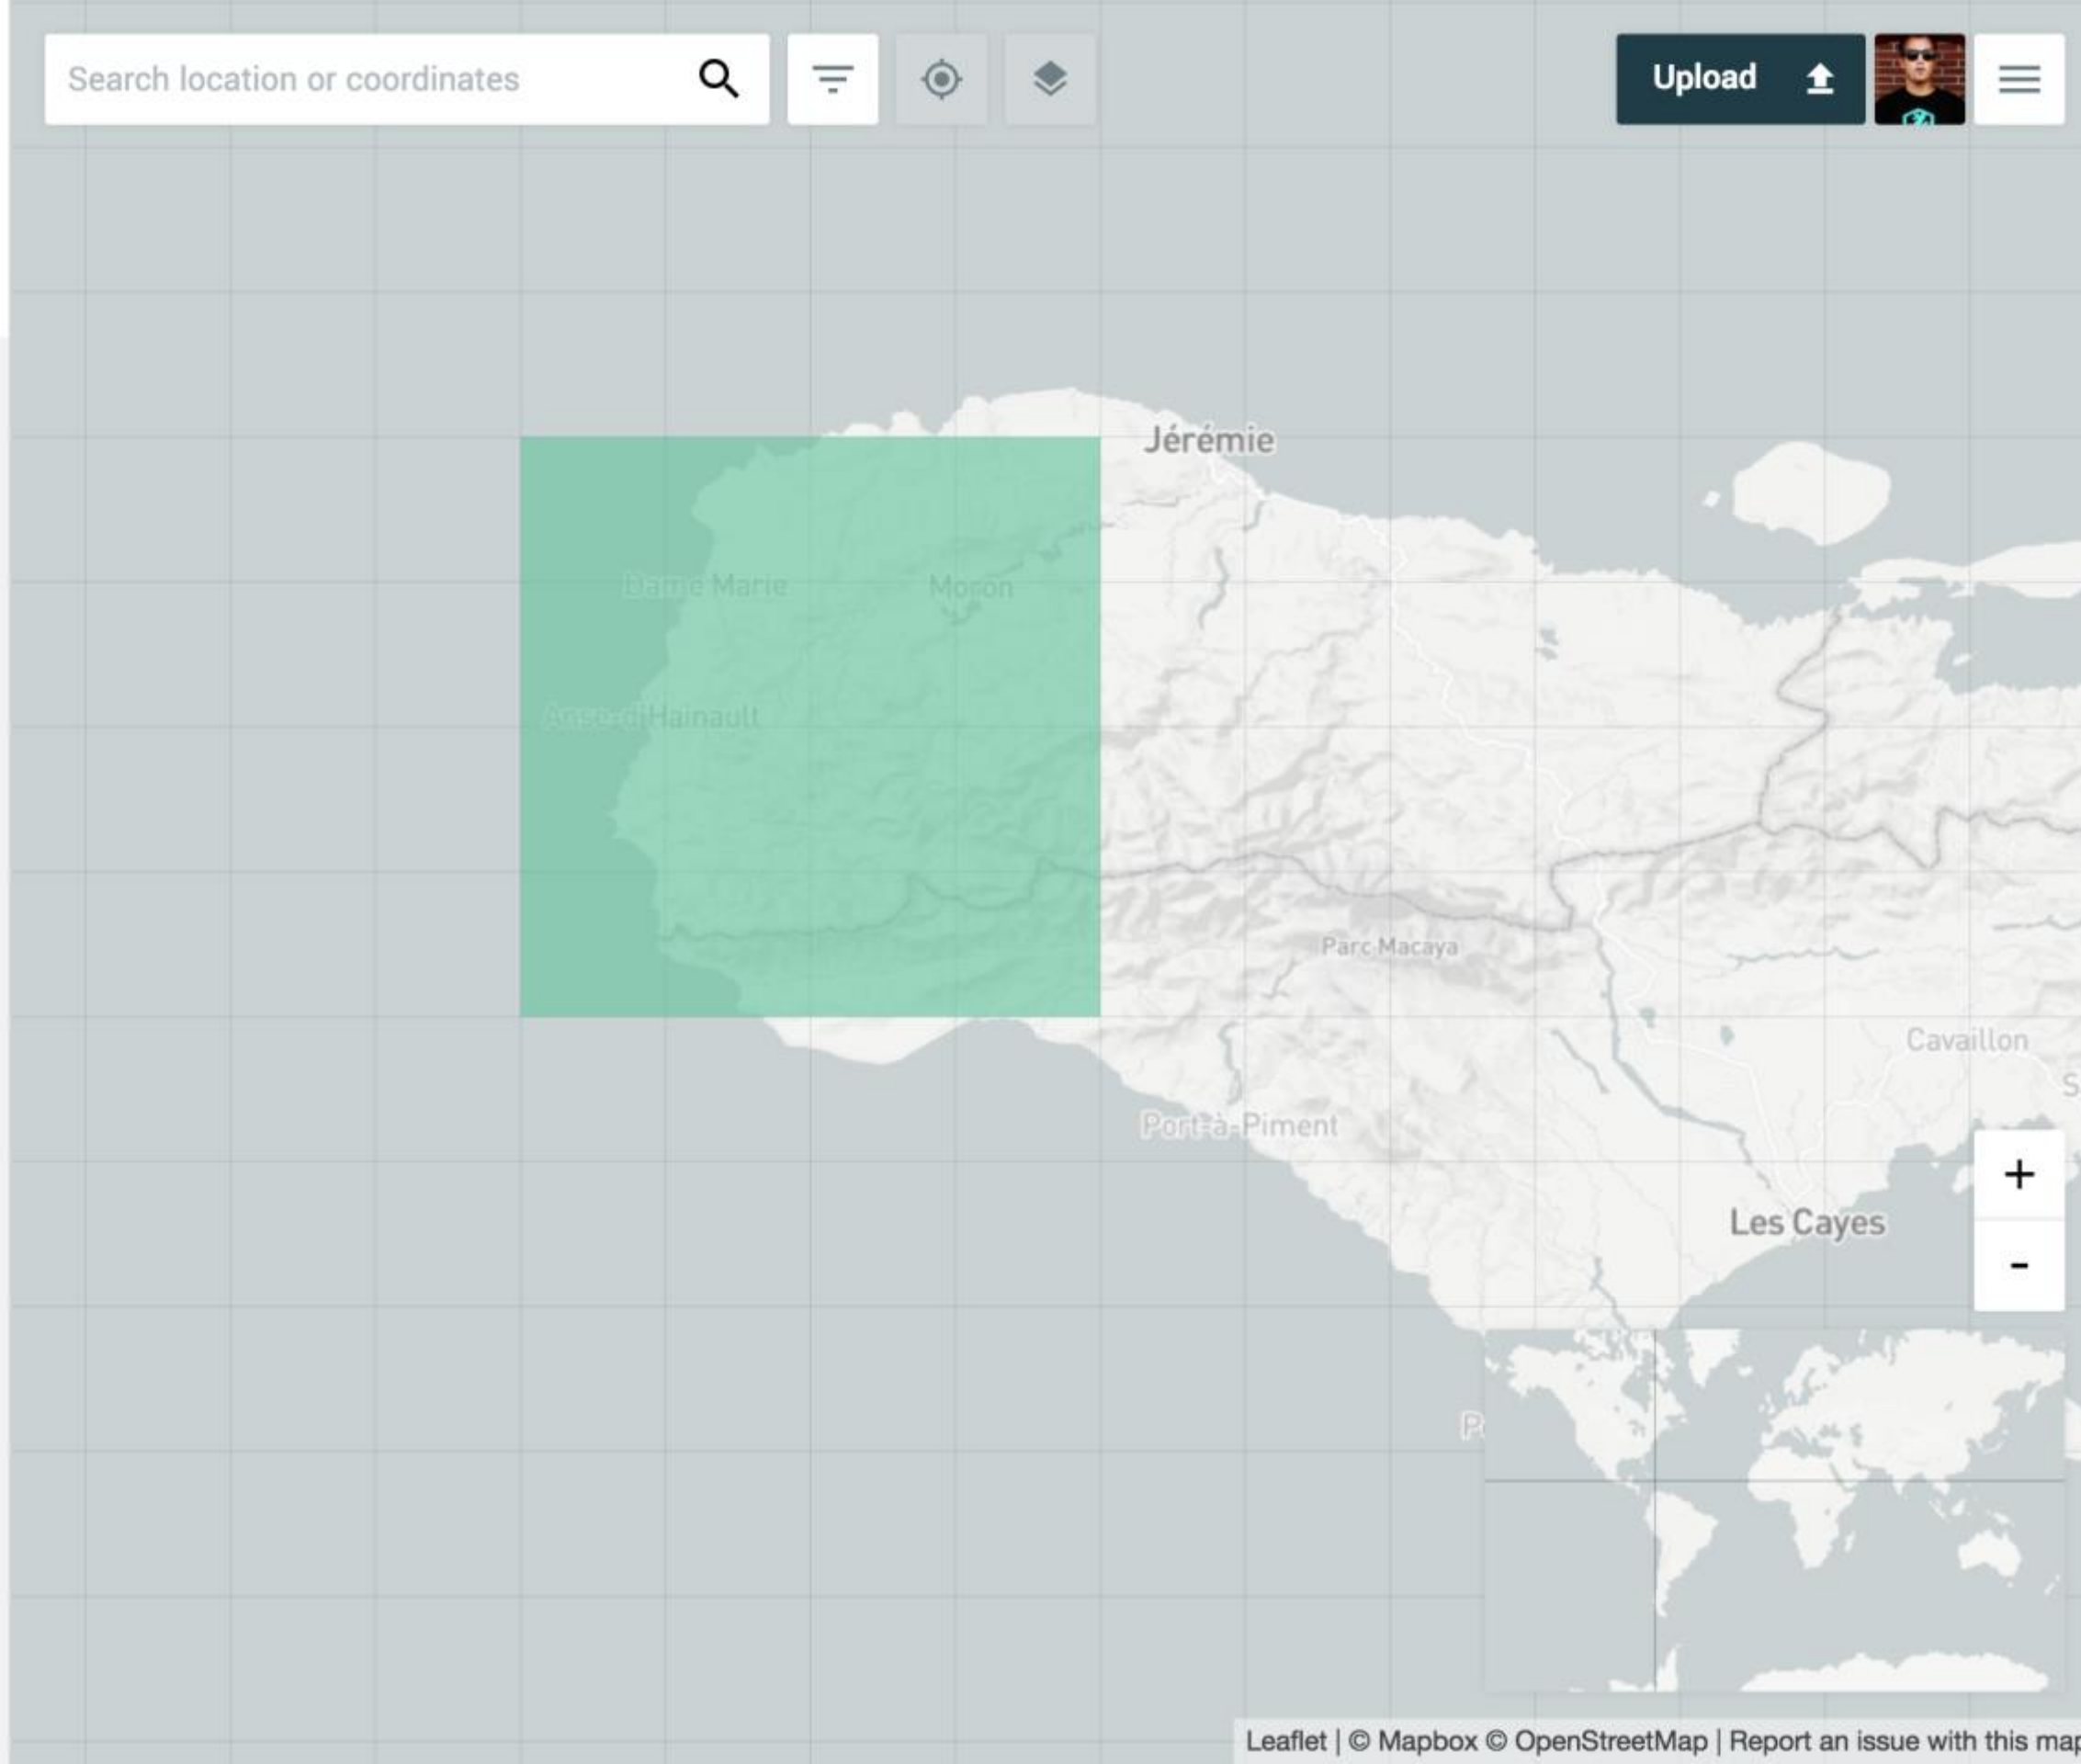 Search location or coordinates
Upload
Jérémie
Dame Marie
Moron
Anse-d'Hainault
Parc Macaya
Cavaillon
S
Port-à-Piment
+
Les Cayes
-
P
Leaflet | © Mapbox © OpenStreetMap | Report an issue with this map